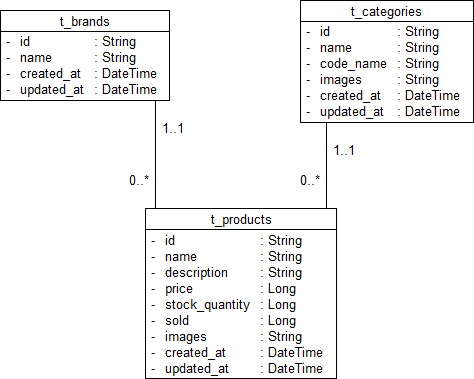 t_brands
- id : String
- name : String
- created_at : DateTime
- updated_at : DateTime
t_categories
- id : String
- name : String
- code_name : String
- images : String
- created_at : DateTime
- updated_at : DateTime
1..1
1..1
0..*
0..*
t_products
- id : String
- name : String
- description : String
- price : Long
- stock_quantity : Long
- sold : Long
- images : String
- created_at : DateTime
- updated_at : DateTime